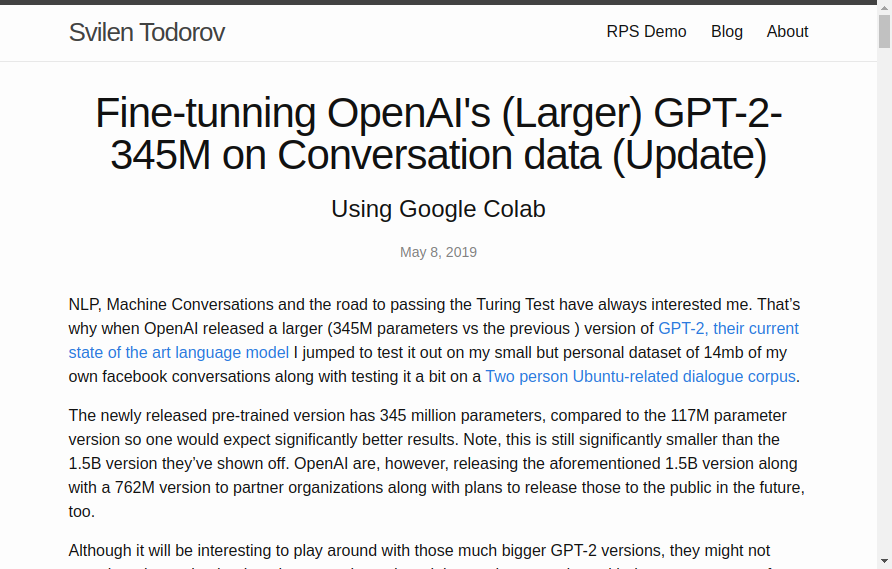 Svilen Todorov
RPS Demo Blog About
Fine-tunning OpenAI's (Larger) GPT-2-
345M on Conversation data (Update)
Using Google Colab
May 8, 2019
NLP, Machine Conversations and the road to passing the Turing Test have always interested me. That’s
why when OpenAI released a larger (345M parameters vs the previous ) version of GPT-2, their current
state of the art language model I jumped to test it out on my small but personal dataset of 14mb of my
own facebook conversations along with testing it a bit on a Two person Ubuntu-related dialogue corpus.
The newly released pre-trained version has 345 million parameters, compared to the 117M parameter
version so one would expect significantly better results. Note, this is still significantly smaller than the
1.5B version they’ve shown off. OpenAI are, however, releasing the aforementioned 1.5B version along
with a 762M version to partner organizations along with plans to release those to the public in the future,
too.
Although it will be interesting to play around with those much bigger GPT-2 versions, they might not